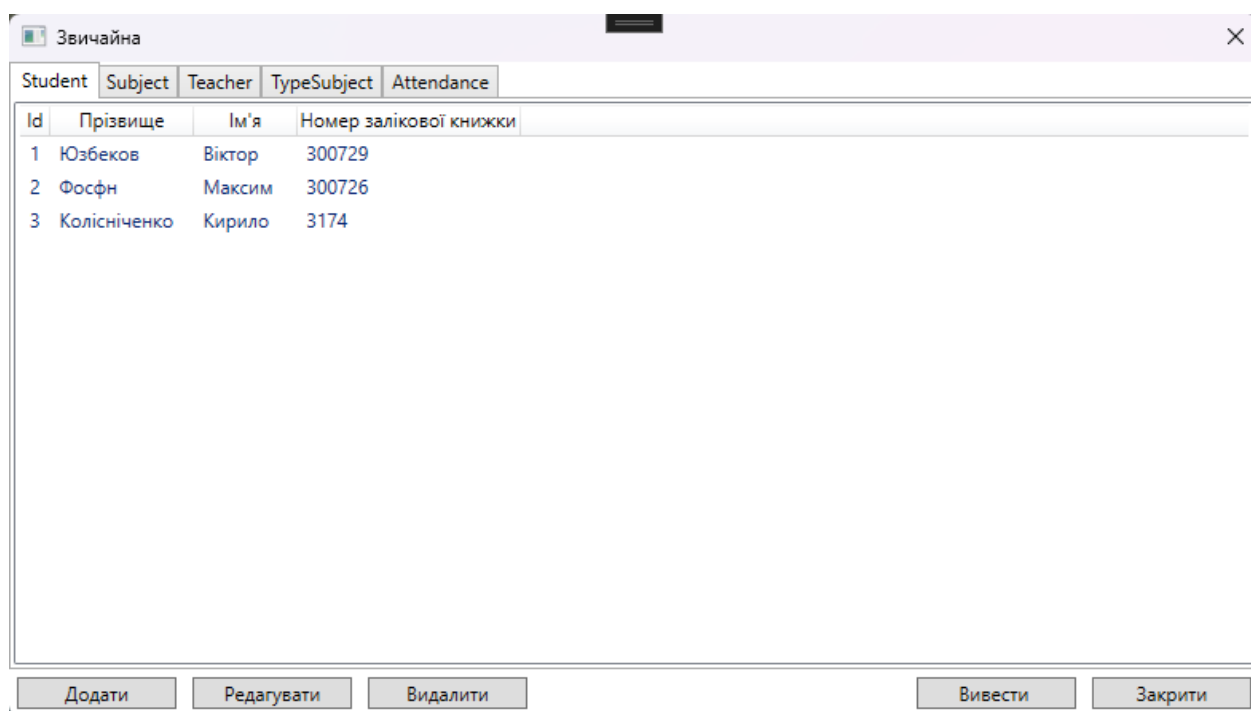 Звичайна
Student Subject Teacher TypeSubject Attendance
Id Прізвище Ім'я Номер залікової книжки
1 Юзбеков Віктор 300729
2 Фосфн Максим 300726
3 Колісніченко Кирило 3174
Додати Редагувати Видалити Вивести Закрити